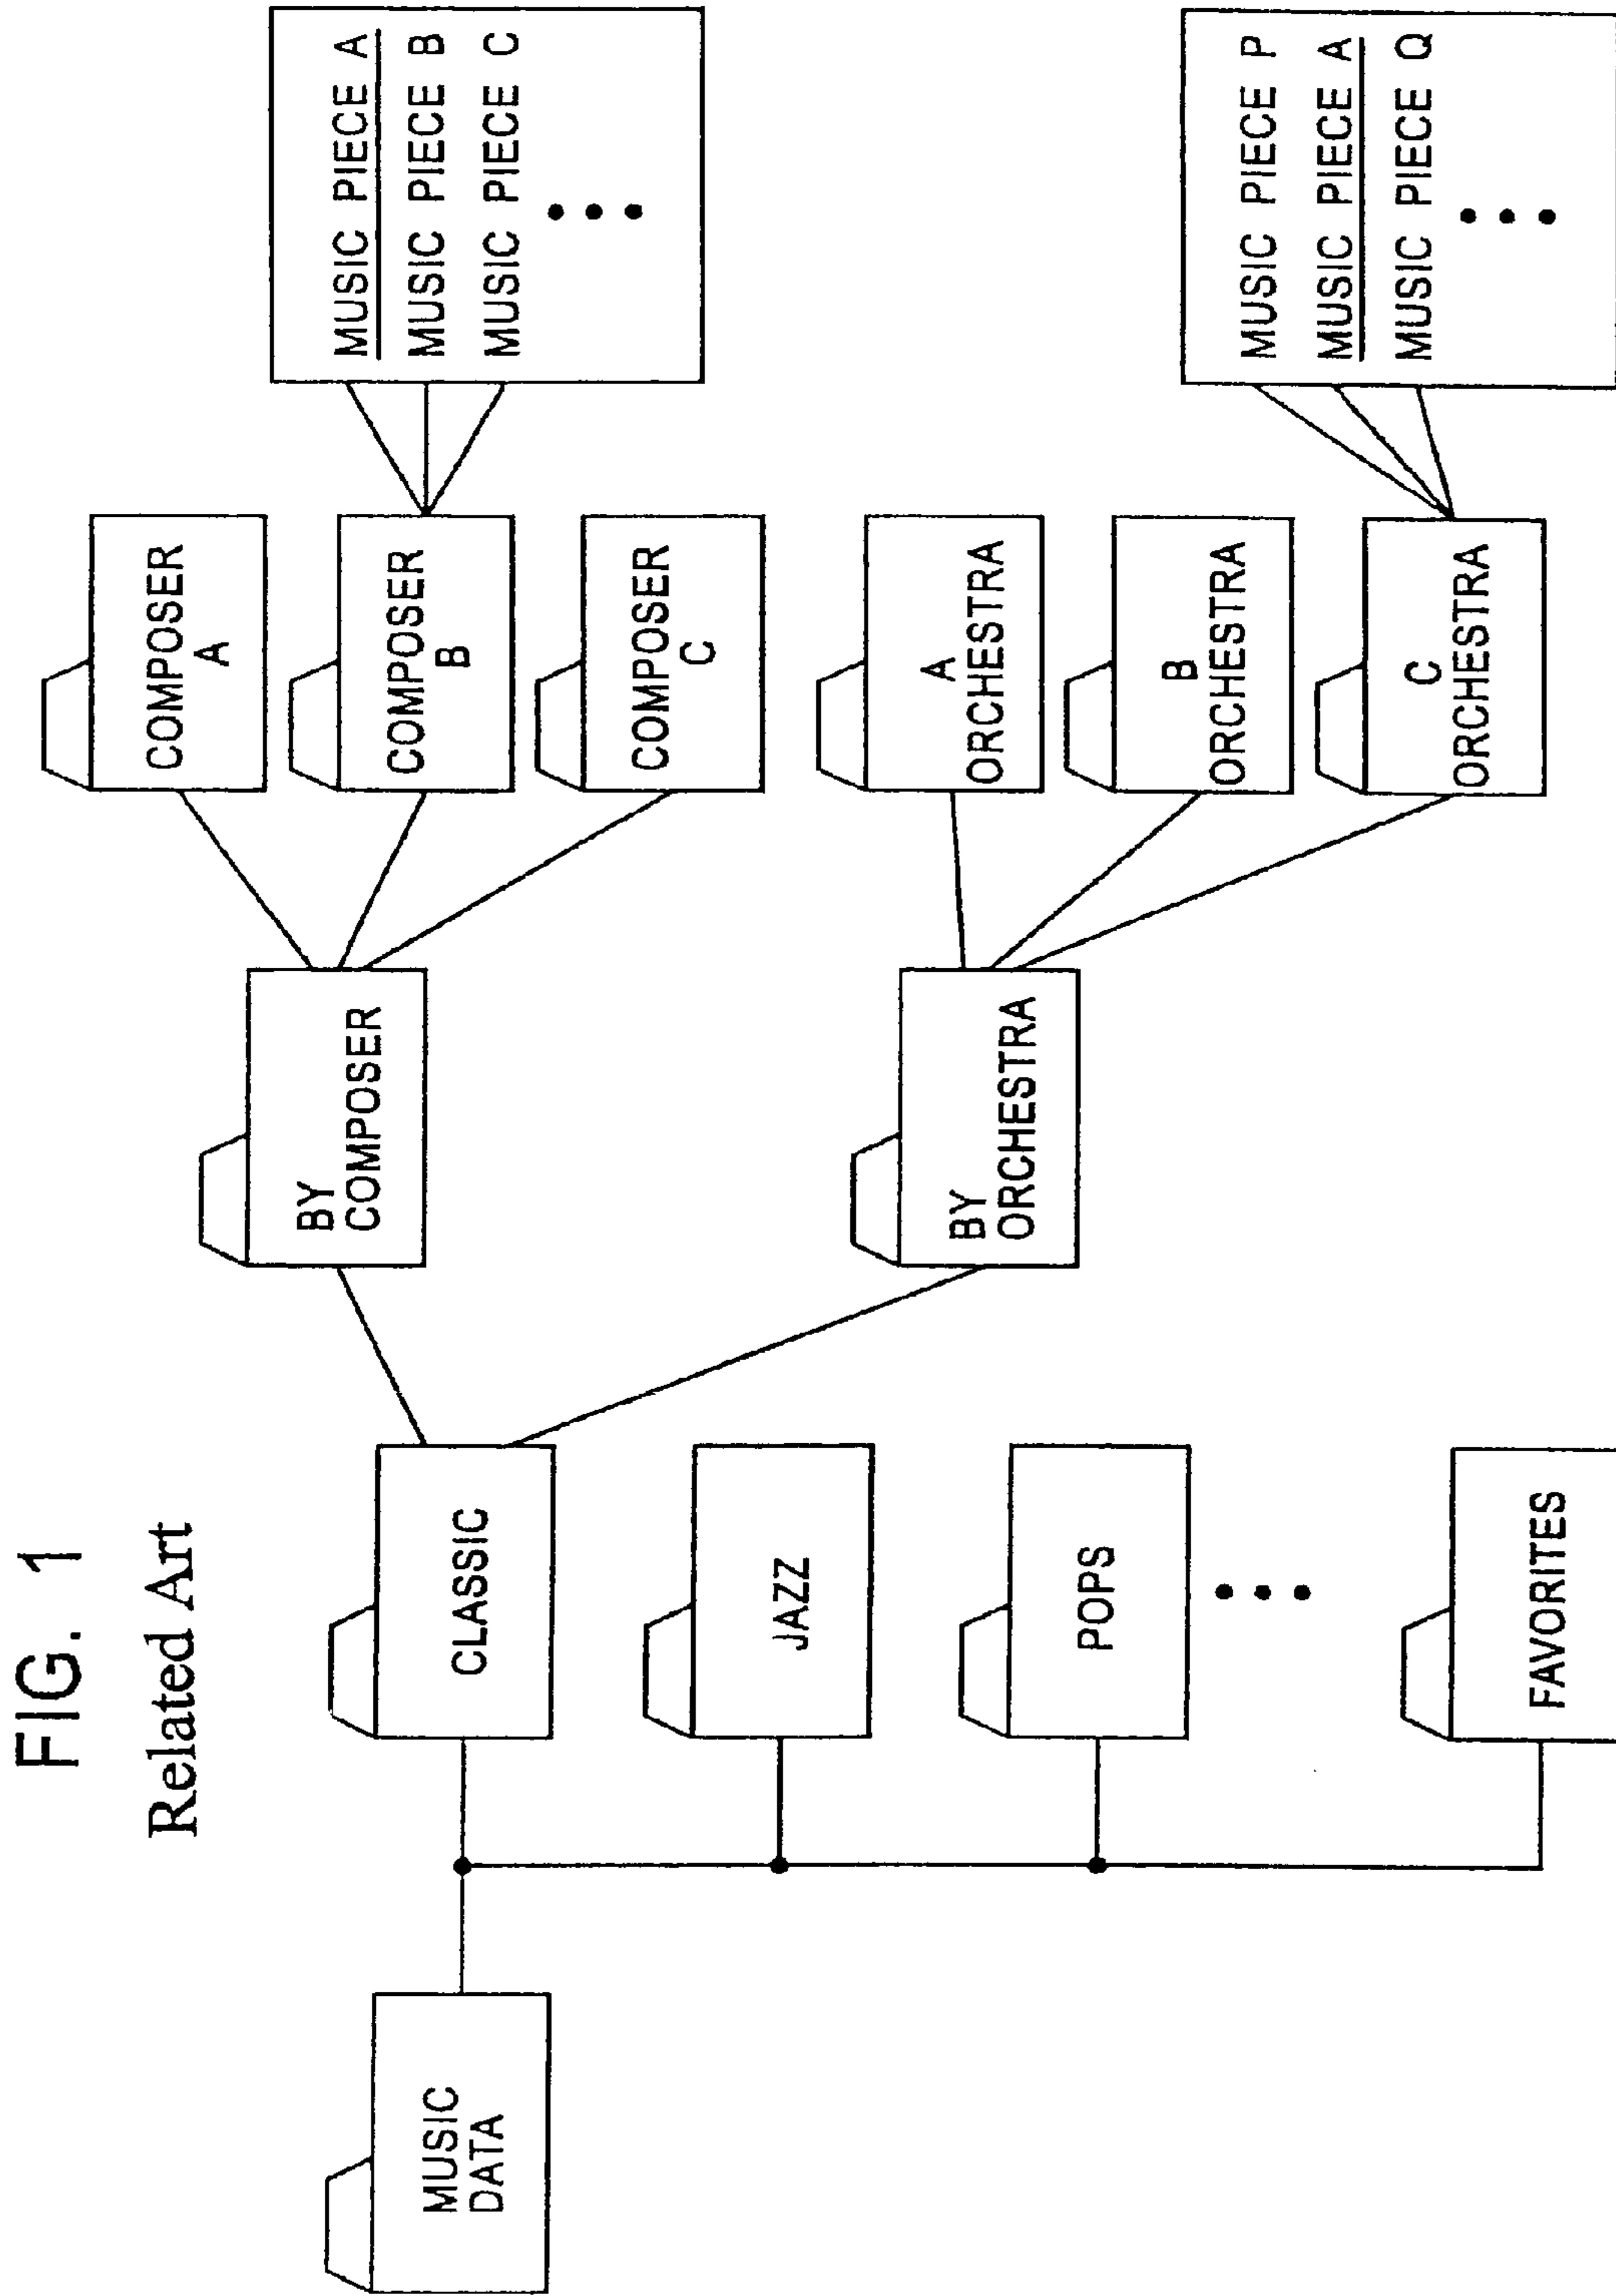 FIG. 1
Related Art
MUSIC
DATA
CLASSIC
JAZZ
POPS
FAVORITES
BY
COMPOSER
BY
ORCHESTRA
COMPOSER
A
COMPOSER
B
COMPOSER
C
A
ORCHESTRA
B
ORCHESTRA
C
ORCHESTRA
MUSIC PIECE A
MUSIC PIECE B
MUSIC PIECE C
MUSIC PIECE P
MUSIC PIECE A
MUSIC PIECE Q